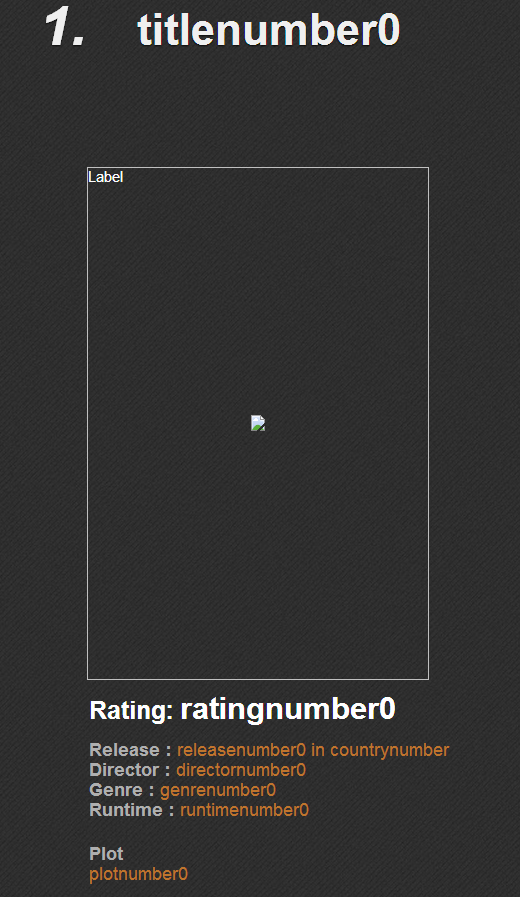 1. titlenumber0
Label
Rating: ratingnumber0
Release : releasenumber0 in countrynumber
Director : directornumber0
Genre : genrenumber0
Runtime : runtimenumber0
Plot
plotnumber0